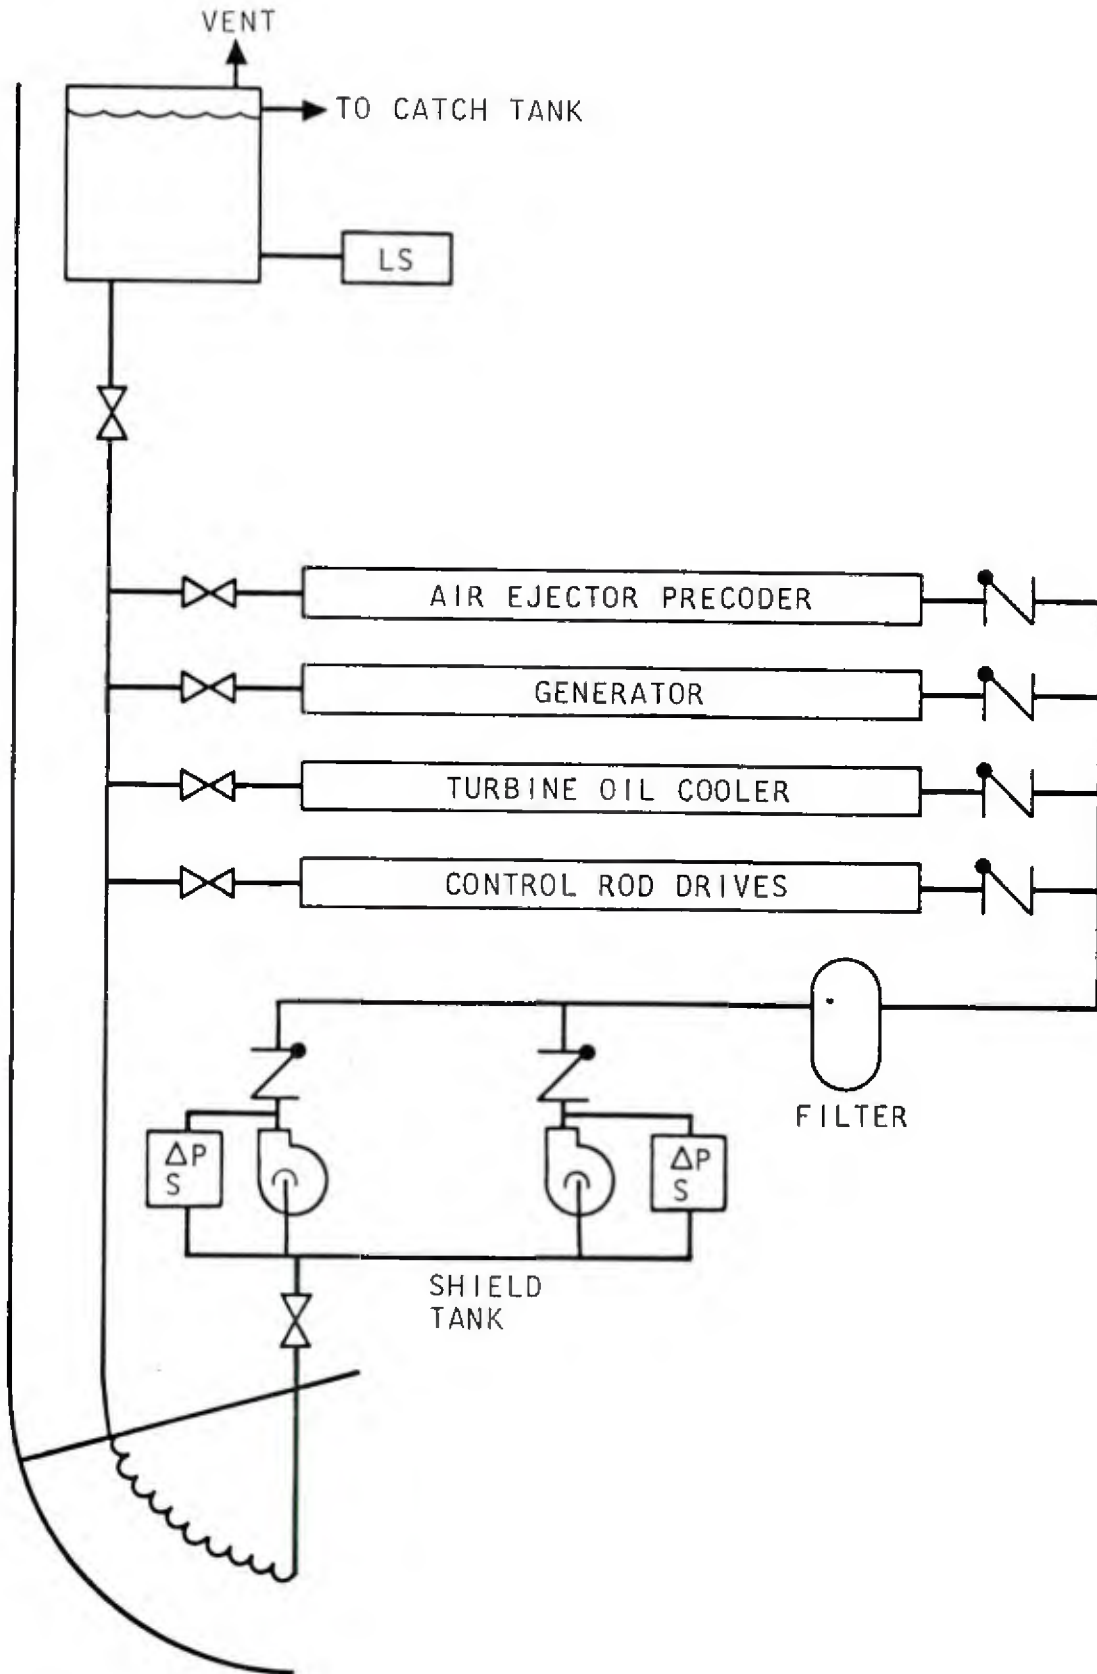 VENT
TO CATCH TANK
LS
AIR EJECTOR PRECODER
GENERATOR
TURBINE OIL COOLER
CONTROL ROD DRIVES
FILTER
ΔP
S
ΔP
S
SHIELD
TANK